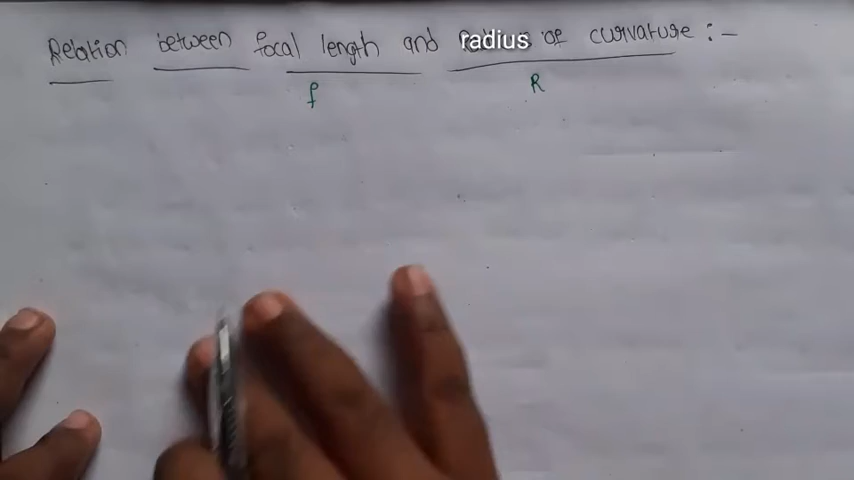 Relation between focal length and radius of curvature :-
f R